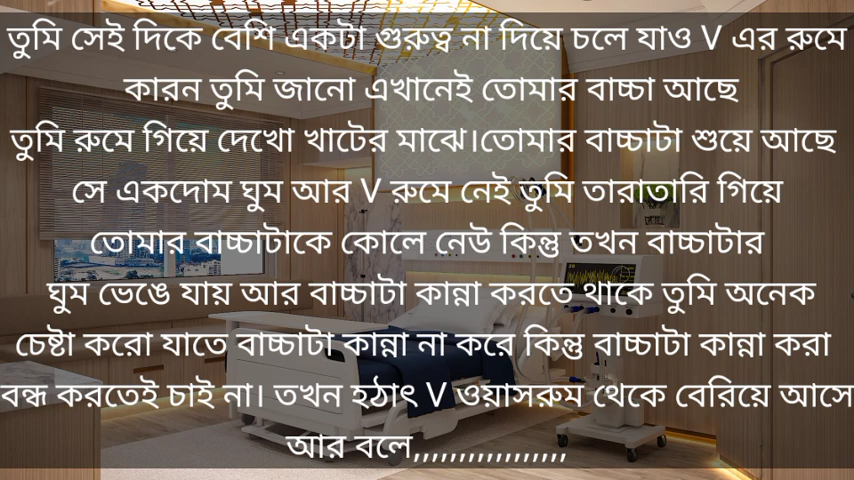 তুমি সেই দিকে বেশি একটা গুরুত্ব না দিয়ে চলে যাও V এর রুমে
কারন তুমি জানো এখানেই তোমার বাচ্চা আছে
তুমি রুমে গিয়ে দেখো খাটের মাঝে।তোমার বাচ্চাটা শুয়ে আছে
সে একদোম ঘুম আর V রুমে নেই তুমি তারাতারি গিয়ে
তোমার বাচ্চাটাকে কোলে নেউ কিন্তু তখন বাচ্চাটার
ঘুম ভেঙে যায় আর বাচ্চাটা কান্না করতে থাকে তুমি অনেক
চেষ্টা করো যাতে বাচ্চাটা কান্না না করে কিন্তু বাচ্চাটা কান্না করা
বন্ধ করতেই চাই না। তখন হঠাৎ V ওয়াসরুম থেকে বেরিয়ে আসে
আর বলে,,,,,,,,,,,,,,,,,